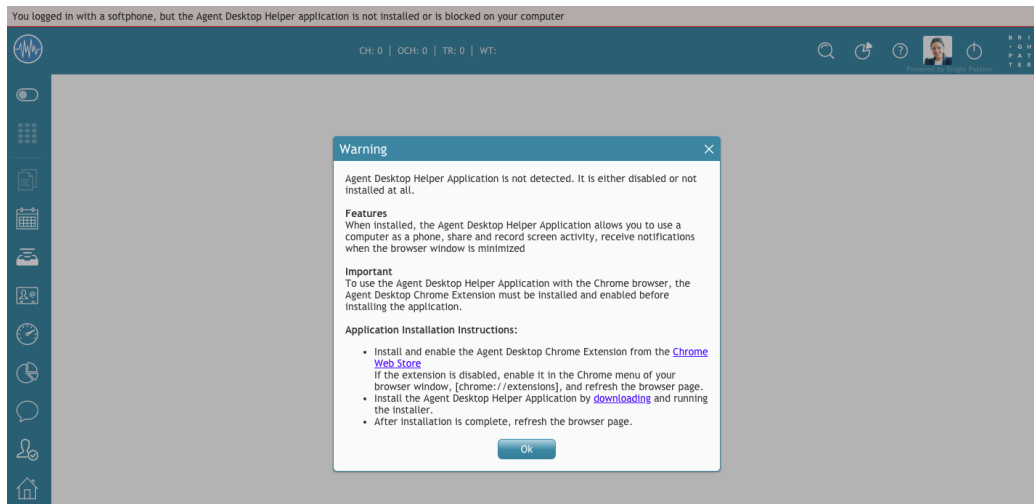 You logged in with a softphone, but the Agent Desktop Helper application is not installed or is blocked on your computer
CH: 0 | OCH: 0 | TR: 0 | WT:
B R I
- G H
P A T
T E R
Powered by Bright Pattern
Warning
Agent Desktop Helper Application is not detected. It is either disabled or not
installed at all.
Features
When installed, the Agent Desktop Helper Application allows you to use a
computer as a phone, share and record screen activity, receive notifications
when the browser window is minimized
Important
To use the Agent Desktop Helper Application with the Chrome browser, the
Agent Desktop Chrome Extension must be installed and enabled before
installing the application.
Application Installation Instructions:
• Install and enable the Agent Desktop Chrome Extension from the Chrome
Web Store
If the extension is disabled, enable it in the Chrome menu of your
browser window, [chrome://extensions], and refresh the browser page.
• Install the Agent Desktop Helper Application by downloading and running
the installer.
• After installation is complete, refresh the browser page.
Ok